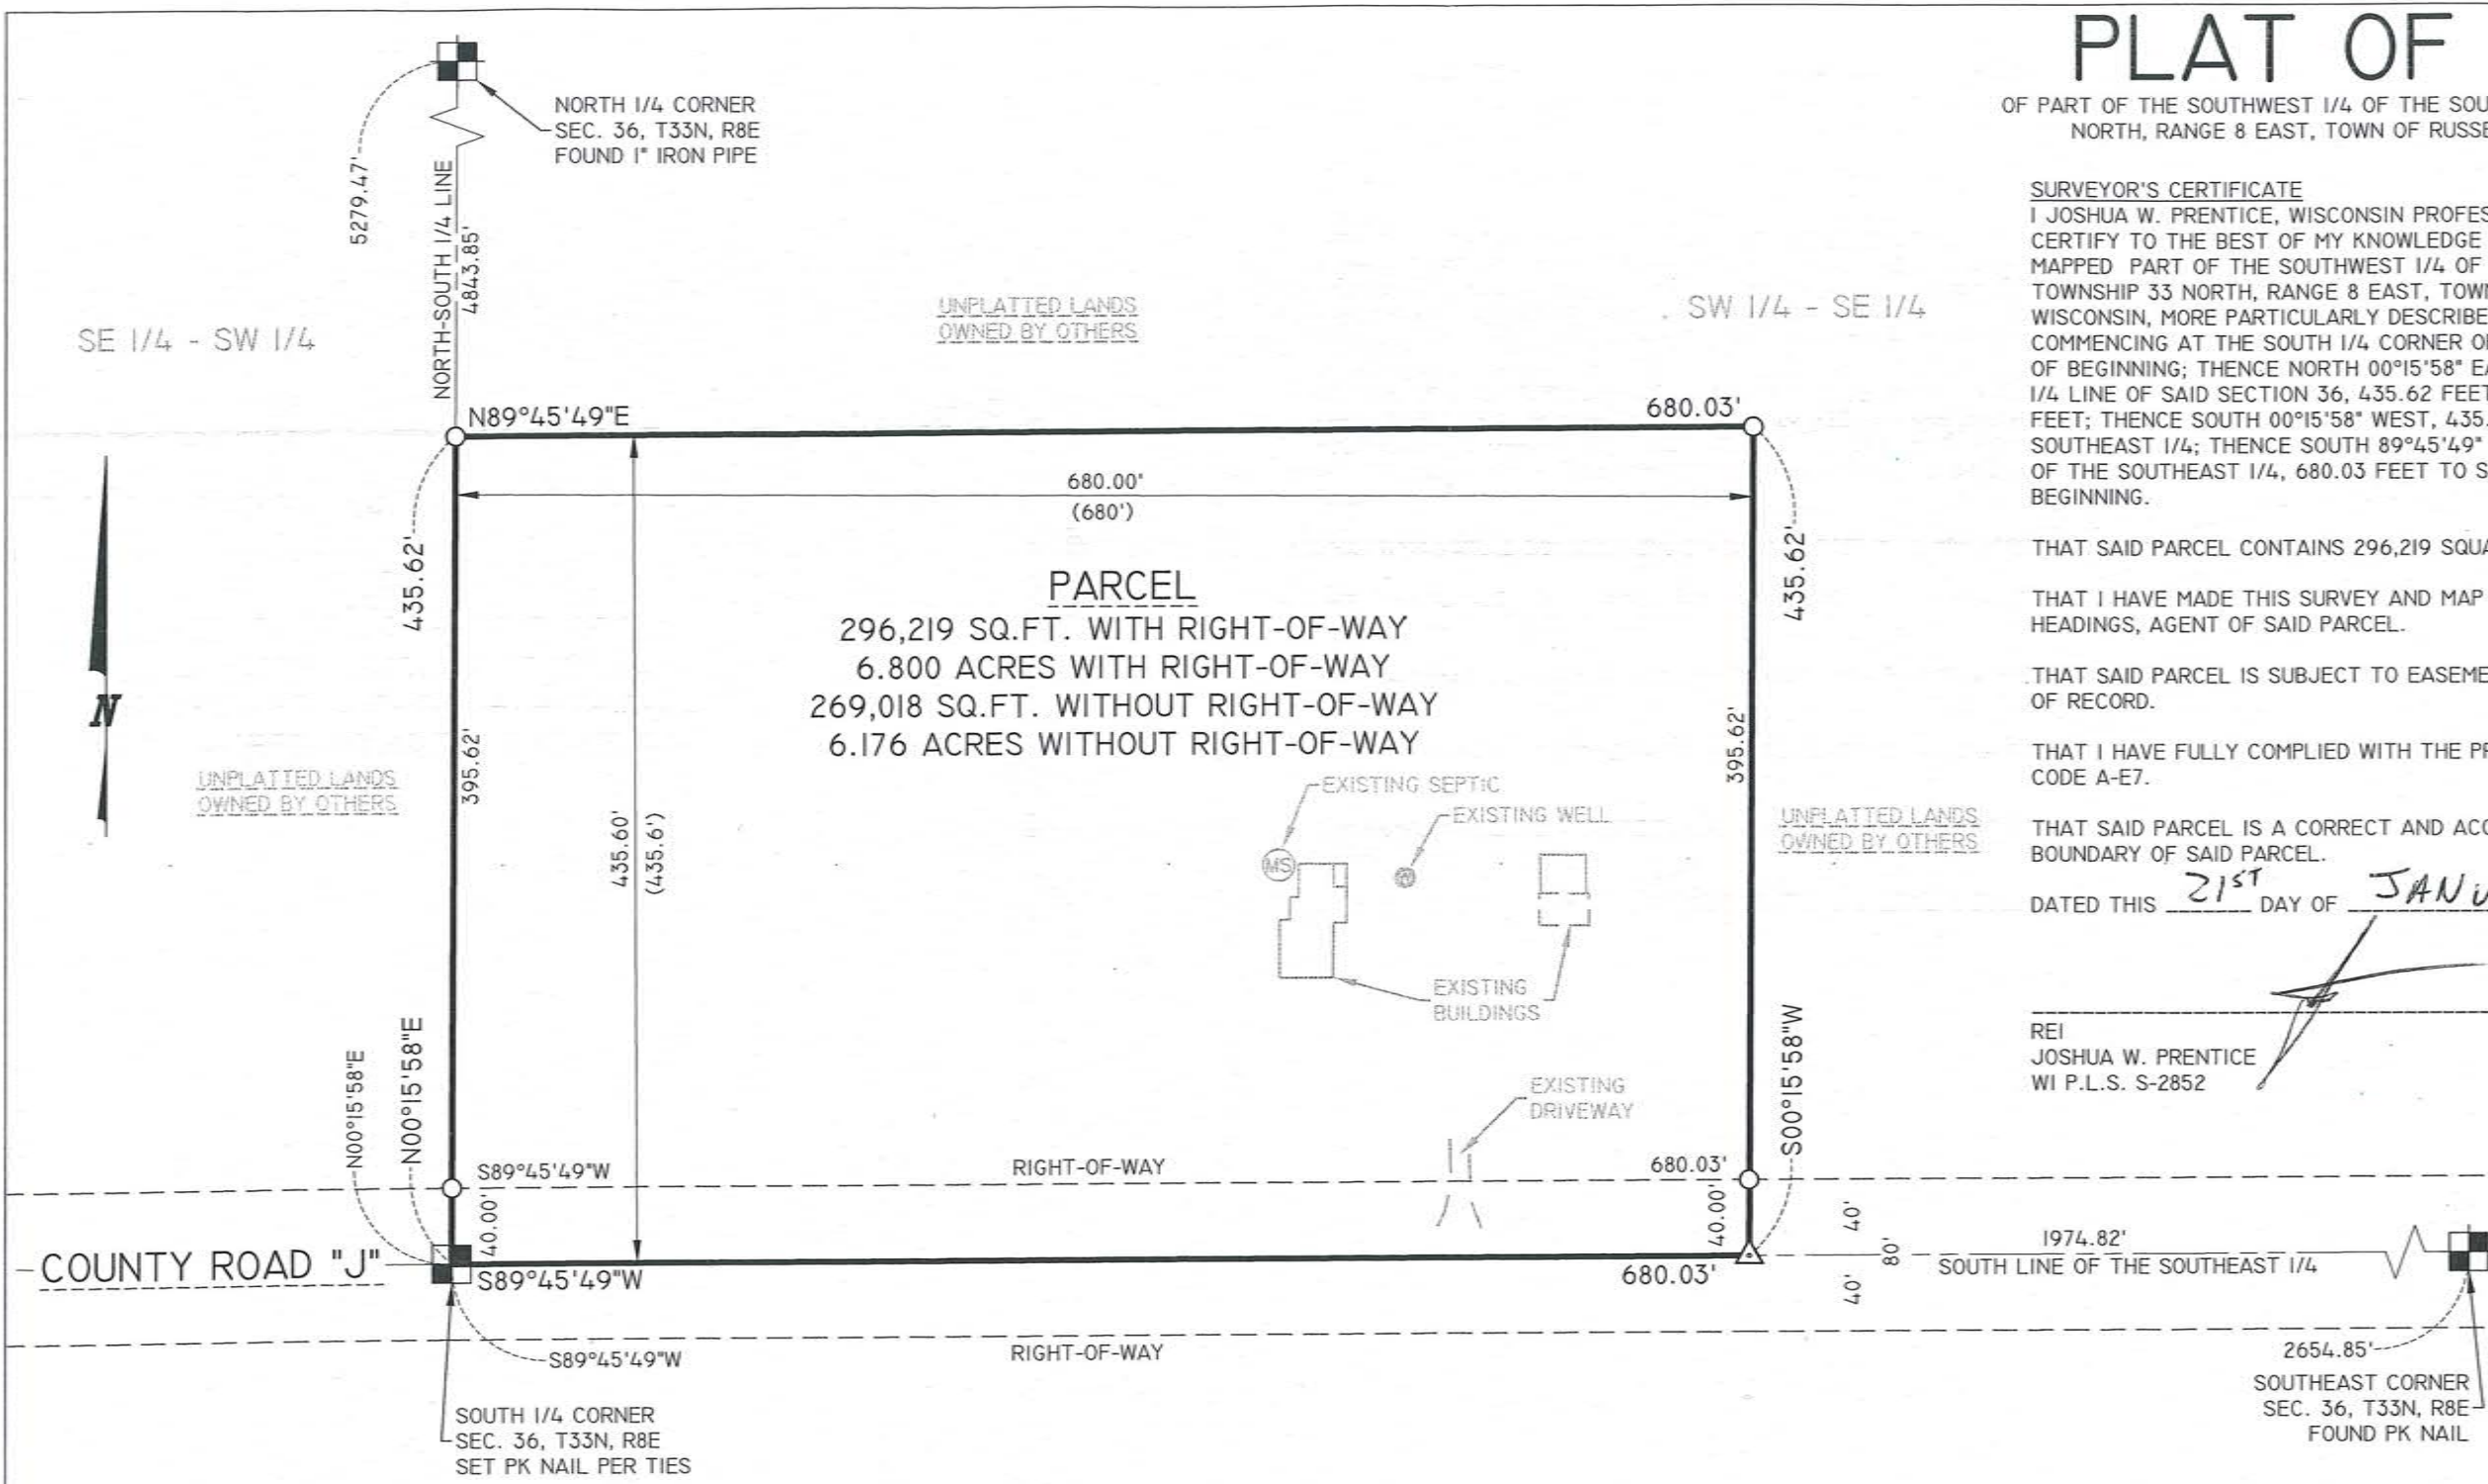 PLAT OF
OF PART OF THE SOUTHWEST 1/4 OF THE SOU
NORTH, RANGE 8 EAST, TOWN OF RUSSE
SURVEYOR'S CERTIFICATE
I JOSHUA W. PRENTICE, WISCONSIN PROFES
CERTIFY TO THE BEST OF MY KNOWLEDGE
MAPPED PART OF THE SOUTHWEST 1/4 OF
TOWNSHIP 33 NORTH, RANGE 8 EAST, TOWN
WISCONSIN, MORE PARTICULARLY DESCRIBE
COMMENCING AT THE SOUTH 1/4 CORNER O
OF BEGINNING; THENCE NORTH 00°15'58" EA
1/4 LINE OF SAID SECTION 36, 435.62 FEET
FEET; THENCE SOUTH 00°15'58" WEST, 435.
SOUTHEAST 1/4; THENCE SOUTH 89°45'49"
OF THE SOUTHEAST 1/4, 680.03 FEET TO S
BEGINNING.
THAT SAID PARCEL CONTAINS 296,219 SQUA
THAT I HAVE MADE THIS SURVEY AND MAP
HEADINGS, AGENT OF SAID PARCEL.
THAT SAID PARCEL IS SUBJECT TO EASEME
OF RECORD.
THAT I HAVE FULLY COMPLIED WITH THE PR
CODE A-E7.
THAT SAID PARCEL IS A CORRECT AND ACC
BOUNDARY OF SAID PARCEL.
DATED THIS 21ST DAY OF JANU
REI
JOSHUA W. PRENTICE
WI P.L.S. S-2852
NORTH 1/4 CORNER
SEC. 36, T33N, R8E
FOUND 1" IRON PIPE
5279.47'
NORTH-SOUTH 1/4 LINE
4843.85'
SE 1/4 - SW 1/4
UNPLATTED LANDS
OWNED BY OTHERS
SW 1/4 - SE 1/4
N89°45'49"E
680.03'
680.00'
(680')
435.62'
435.62'
PARCEL
296,219 SQ.FT. WITH RIGHT-OF-WAY
6.800 ACRES WITH RIGHT-OF-WAY
269,018 SQ.FT. WITHOUT RIGHT-OF-WAY
6.176 ACRES WITHOUT RIGHT-OF-WAY
N
395.62'
395.62'
UNPLATTED LANDS
OWNED BY OTHERS
435.60'
(435.6')
EXISTING SEPTIC
EXISTING WELL
MS
W
UNPLATTED LANDS
OWNED BY OTHERS
EXISTING
BUILDINGS
EXISTING
DRIVEWAY
N00°15'58"E
N00°15'58"E
S00°15'58"W
S89°45'49"W
RIGHT-OF-WAY
680.03'
40.00'
40.00'
COUNTY ROAD "J"
S89°45'49"W
680.03'
40'
40'
80'
1974.82'
SOUTH LINE OF THE SOUTHEAST 1/4
S89°45'49"W
RIGHT-OF-WAY
2654.85'
SOUTHEAST CORNER
SEC. 36, T33N, R8E
FOUND PK NAIL
SOUTH 1/4 CORNER
SEC. 36, T33N, R8E
SET PK NAIL PER TIES